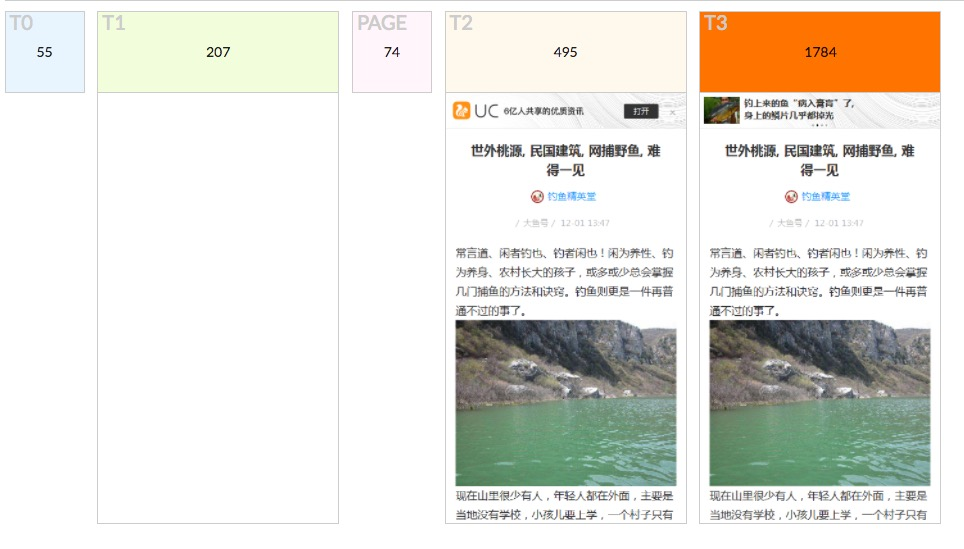 T0
55
T1
207
PAGE
74
T2
495
T3
1784
UC 6亿人共享的优质资讯 打开
世外桃源, 民国建筑, 网捕野鱼, 难
得一见
钓鱼精英堂
/ 大鱼号 / 12-01 13:47
常言道、闲者钓也、钓者闲也！闲为养性、钓
为养身、农村长大的孩子，或多或少总会掌握
几门捕鱼的方法和诀窍。钓鱼则更是一件再普
通不过的事了。
现在山里很少有人，年轻人都在外面，主要是
当地没有学校，小孩儿要上学，一个村子只有
钓上来的鱼“病入膏肓”了,
身上的鳞片几乎都掉光
世外桃源, 民国建筑, 网捕野鱼, 难
得一见
钓鱼精英堂
/ 大鱼号 / 12-01 13:47
常言道、闲者钓也、钓者闲也！闲为养性、钓
为养身、农村长大的孩子，或多或少总会掌握
几门捕鱼的方法和诀窍。钓鱼则更是一件再普
通不过的事了。
现在山里很少有人，年轻人都在外面，主要是
当地没有学校，小孩儿要上学，一个村子只有